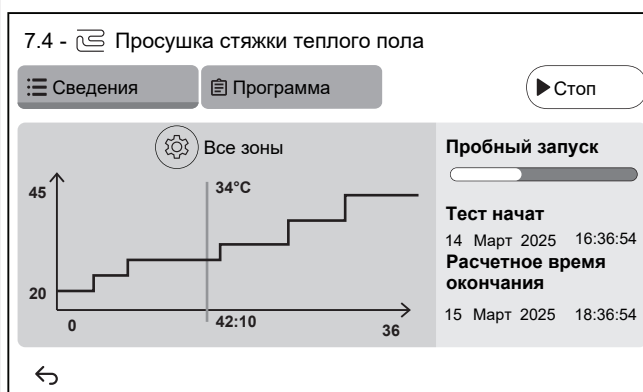 7.4 - Просушка стяжки теплого пола
Сведения
Программа
Стоп
Все зоны
45
34°C
20
0
42:10
36
Пробный запуск
Тест начат
14 Март 2025 16:36:54
Расчетное время
окончания
15 Март 2025 18:36:54